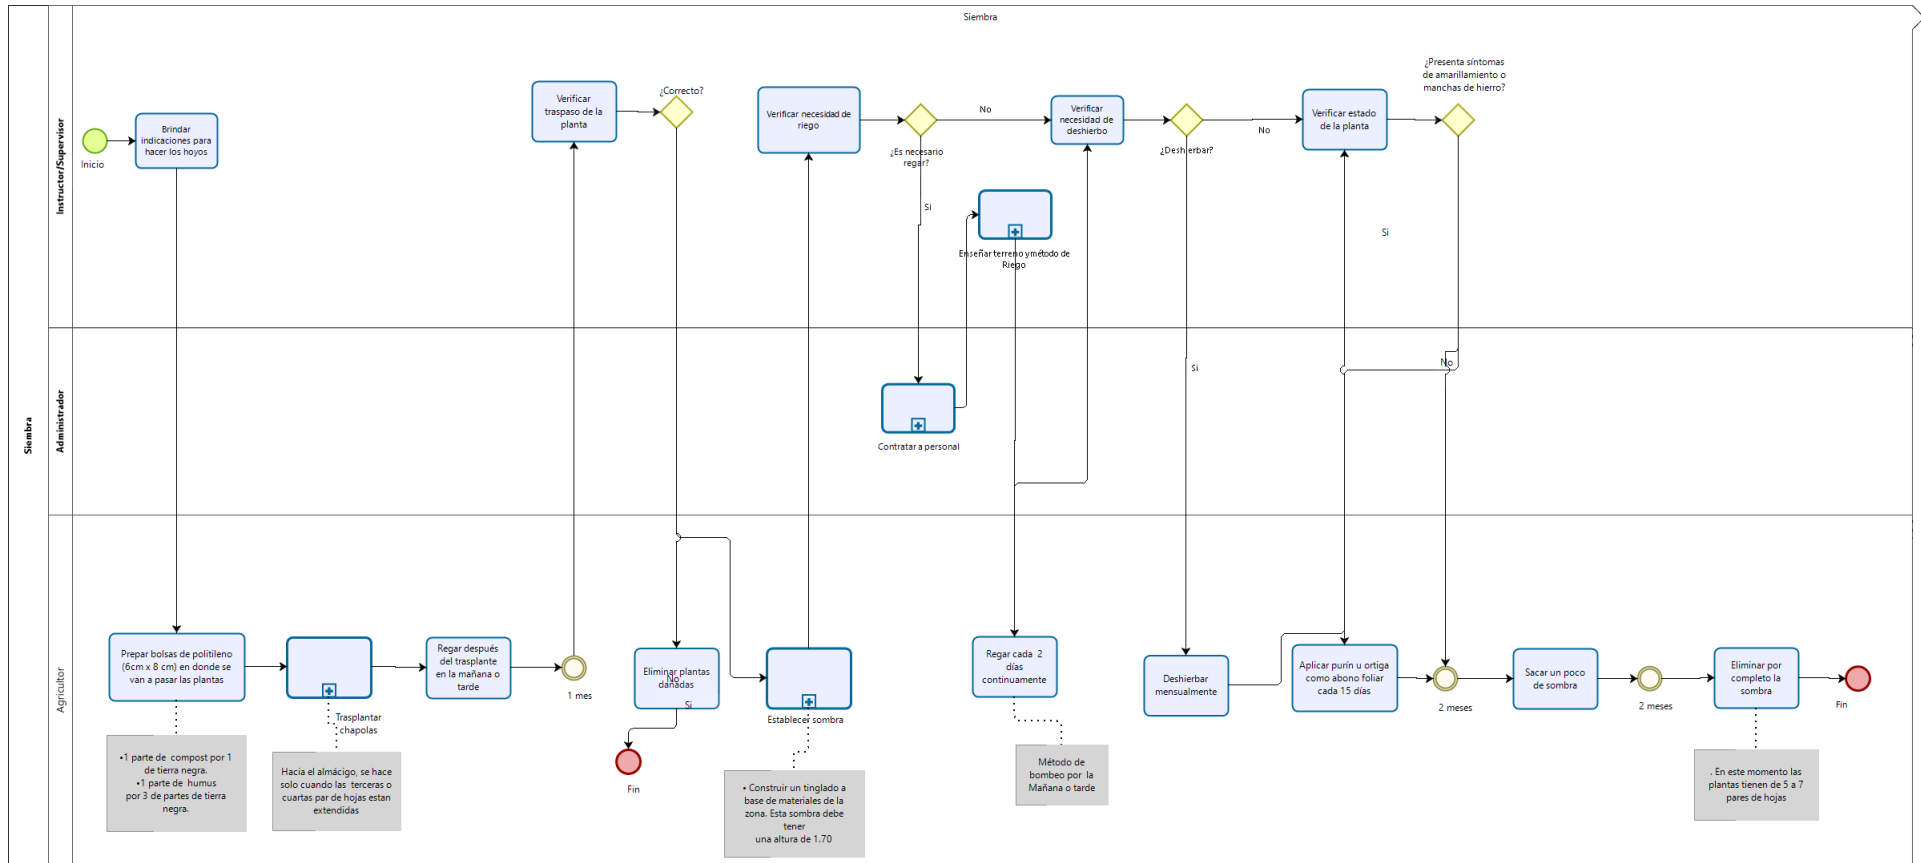 Siembra
Siembra
Instructor/Supervisor
Administrador
Agricultor
Inicio
Brindar
indicaciones para
hacer los hoyos
Verificar
traspaso de la
planta
¿Correcto?
Verificar necesidad de
riego
¿Es necesario
regar?
No
Si
Enseñar terreno y método de
Riego
Verificar
necesidad de
deshierbo
¿Deshierbar?
No
Si
Verificar estado
de la planta
¿Presenta síntomas
de amarillamiento o
manchas de hierro?
Si
No
Contratar a personal
Prepar bolsas de politileno
(6cm x 8 cm) en donde se
van a pasar las plantas
•1 parte de compost por 1
de tierra negra.
•1 parte de humus
por 3 de partes de tierra
negra.
Trasplantar
chapolas
Hacia el almácigo, se hace
solo cuando las terceras o
cuartas par de hojas estan
extendidas
Regar después
del trasplante
en la mañana o
tarde
1 mes
Eliminar plantas
dañadas
No
Si
Fin
Establecer sombra
• Construir un tinglado a
base de materiales de la
zona. Esta sombra debe
tener
una altura de 1.70
Regar cada 2
días
continuamente
Método de
bombeo por la
Mañana o tarde
Deshierbar
mensualmente
Aplicar purín u ortiga
como abono foliar
cada 15 días
2 meses
Sacar un poco
de sombra
2 meses
Eliminar por
completo la
sombra
. En este momento las
plantas tienen de 5 a 7
pares de hojas
Fin